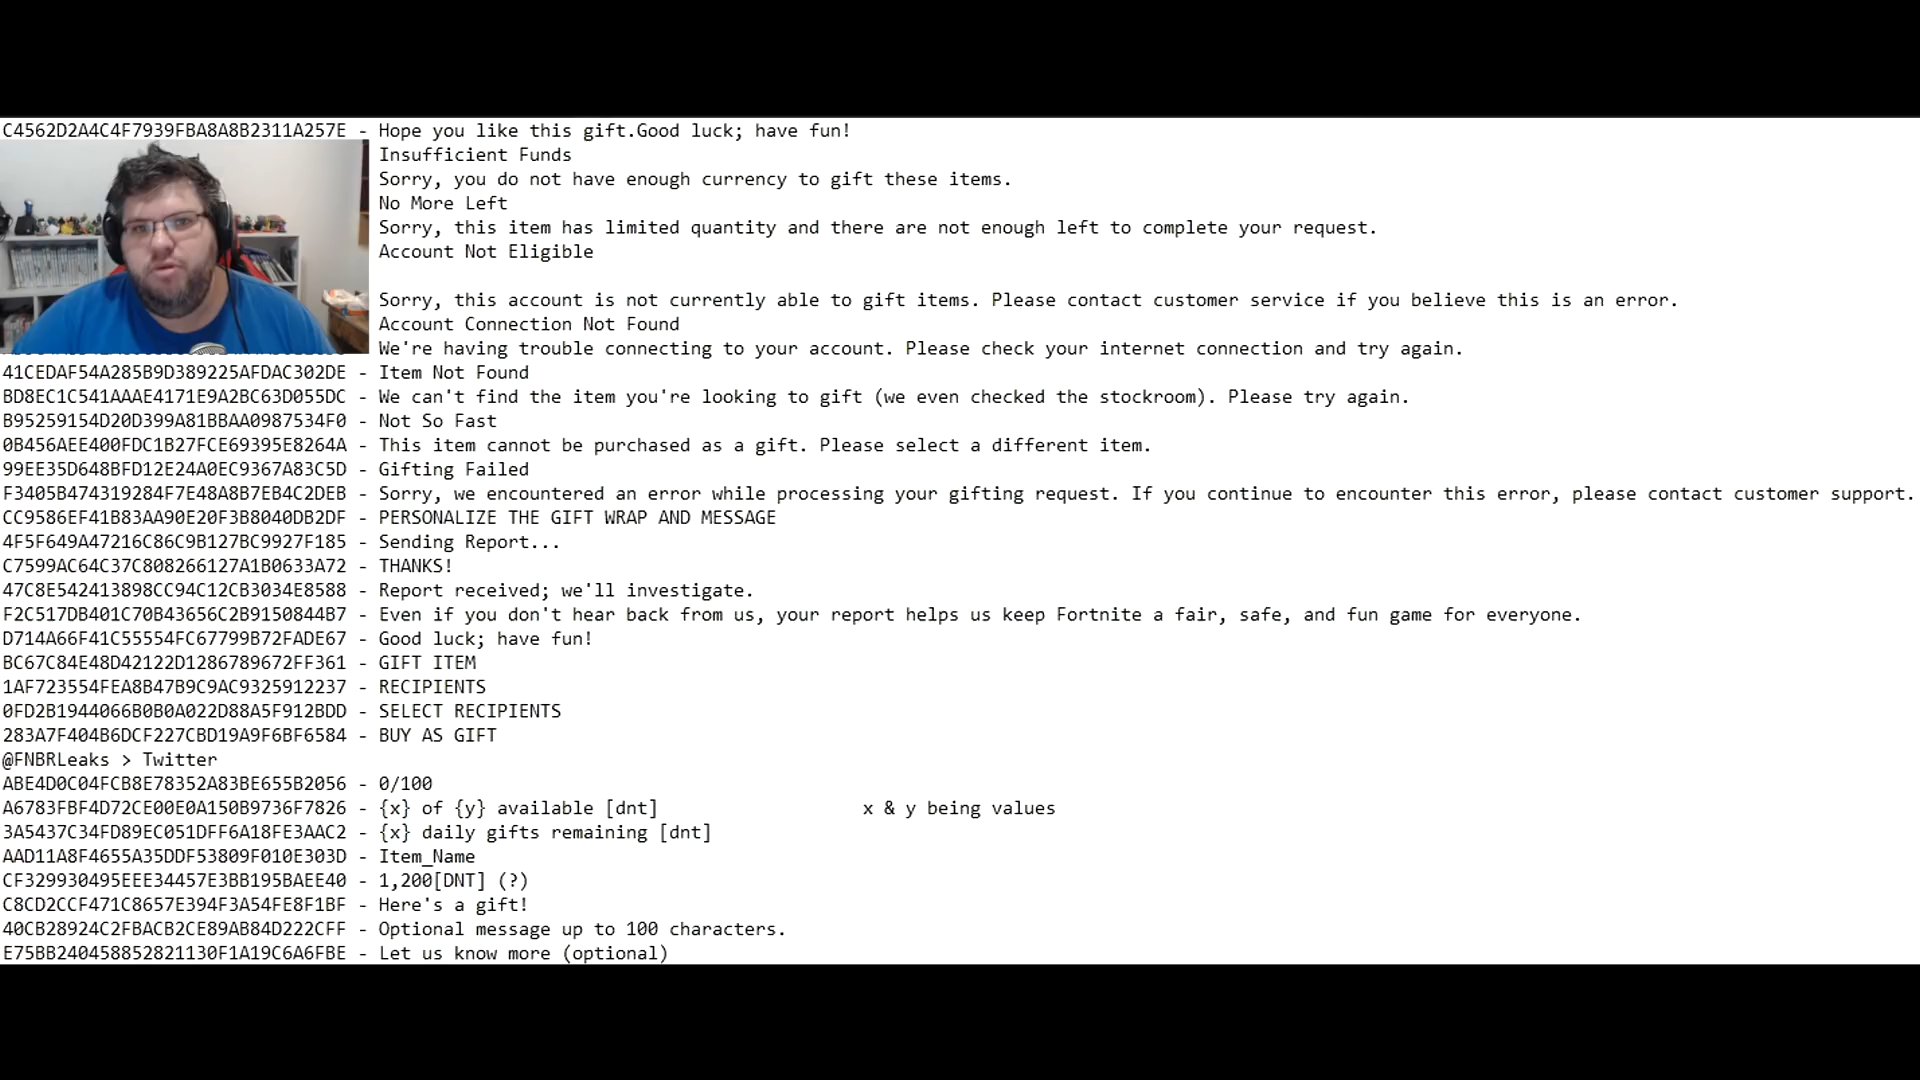 C4562D2A4C4F7939FBA8A8B2311A257E - Hope you like this gift.Good luck; have fun!
Insufficient Funds
Sorry, you do not have enough currency to gift these items.
No More Left
Sorry, this item has limited quantity and there are not enough left to complete your request.
Account Not Eligible
Sorry, this account is not currently able to gift items. Please contact customer service if you believe this is an error.
Account Connection Not Found
We're having trouble connecting to your account. Please check your internet connection and try again.
41CEDAF54A285B9D389225AFDAC302DE - Item Not Found
BD8EC1C541AAAE4171E9A2BC63D055DC - We can't find the item you're looking to gift (we even checked the stockroom). Please try again.
B95259154D20D399A81BBAA0987534F0 - Not So Fast
0B456AEE400FDC1B27FCE69395E8264A - This item cannot be purchased as a gift. Please select a different item.
99EE35D648BFD12E24A0EC9367A83C5D - Gifting Failed
F3405B474319284F7E48A8B7EB4C2DEB - Sorry, we encountered an error while processing your gifting request. If you continue to encounter this error, please contact customer support.
CC9586EF41B83AA90E20F3B8040DB2DF - PERSONALIZE THE GIFT WRAP AND MESSAGE
4F5F649A47216C86C9B127BC9927F185 - Sending Report...
C7599AC64C37C808266127A1B0633A72 - THANKS!
47C8E542413898CC94C12CB3034E8588 - Report received; we'll investigate.
F2C517DB401C70B43656C2B9150844B7 - Even if you don't hear back from us, your report helps us keep Fortnite a fair, safe, and fun game for everyone.
D714A66F41C55554FC67799B72FADE67 - Good luck; have fun!
BC67C84E48D42122D1286789672FF361 - GIFT ITEM
1AF723554FEA8B47B9C9AC9325912237 - RECIPIENTS
0FD2B1944066B0B0A022D88A5F912BDD - SELECT RECIPIENTS
283A7F404B6DCF227CBD19A9F6BF6584 - BUY AS GIFT
@FNBRLeaks > Twitter
ABE4D0C04FCB8E78352A83BE655B2056 - 0/100
A6783FBF4D72CE00E0A150B9736F7826 - {x} of {y} available [dnt] x & y being values
3A5437C34FD89EC051DFF6A18FE3AAC2 - {x} daily gifts remaining [dnt]
AAD11A8F4655A35DDF53809F010E303D - Item_Name
CF329930495EEE34457E3BB195BAEE40 - 1,200[DNT] (?)
C8CD2CCF471C8657E394F3A54FE8F1BF - Here's a gift!
40CB28924C2FBACB2CE89AB84D222CFF - Optional message up to 100 characters.
E75BB240458852821130F1A19C6A6FBE - Let us know more (optional)